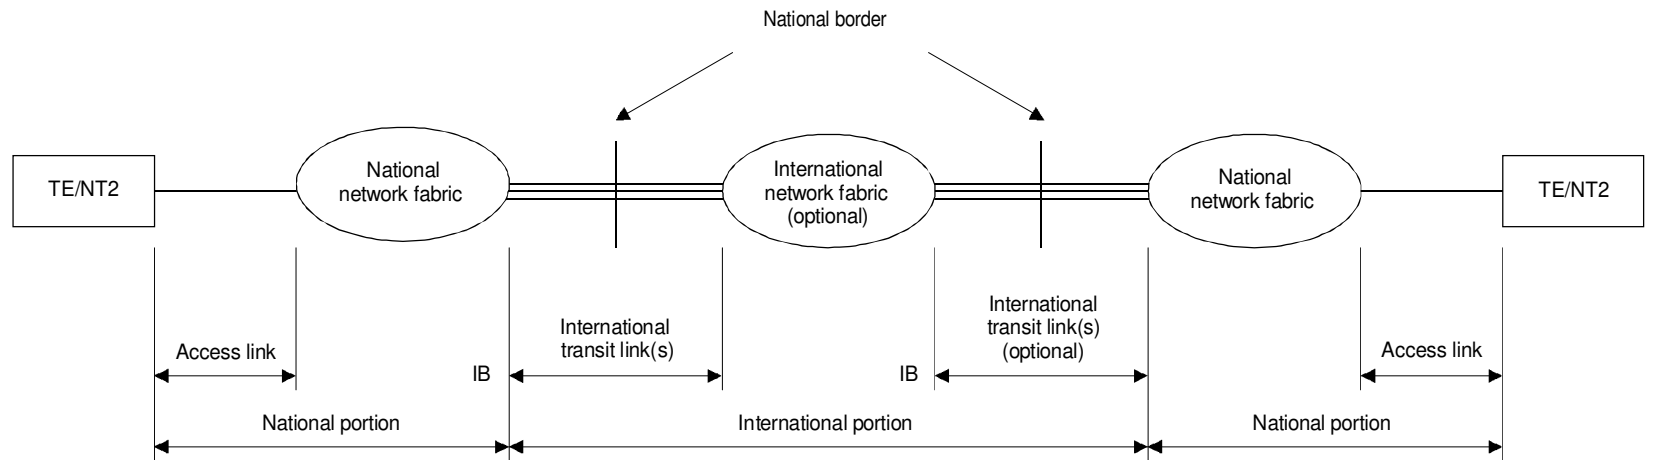 National border
TE/NT2
National
network fabric
International
network fabric
(optional)
National
network fabric
TE/NT2
Access link
IB
International
transit link(s)
IB
International
transit link(s)
(optional)
Access link
National portion
International portion
National portion